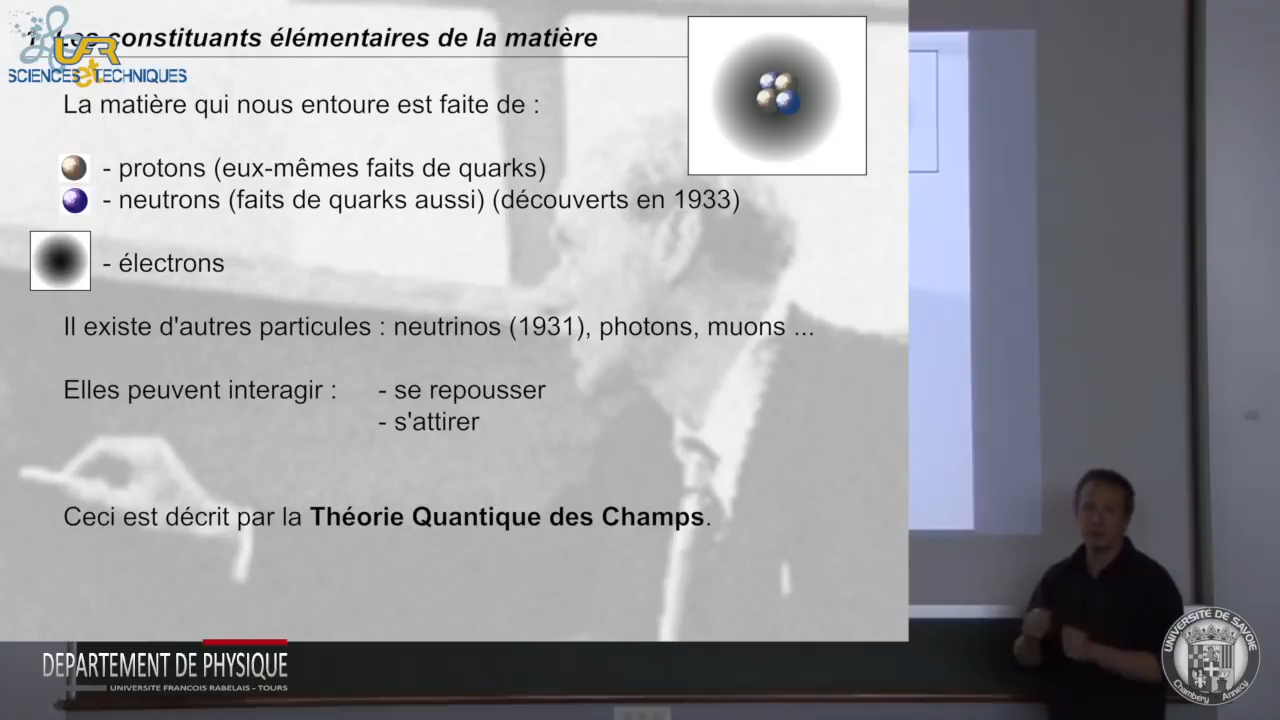 1. Les constituants élémentaires de la matière
UFR
SCIENCES et TECHNIQUES
La matière qui nous entoure est faite de :
- protons (eux-mêmes faits de quarks)
- neutrons (faits de quarks aussi) (découverts en 1933)
- électrons
Il existe d'autres particules : neutrinos (1931), photons, muons ...
Elles peuvent interagir : - se repousser
- s'attirer
Ceci est décrit par la Théorie Quantique des Champs.
DEPARTEMENT DE PHYSIQUE
UNIVERSITE FRANCOIS RABELAIS - TOURS
UNIVERSITE DE SAVOIE
Chambéry Annecy